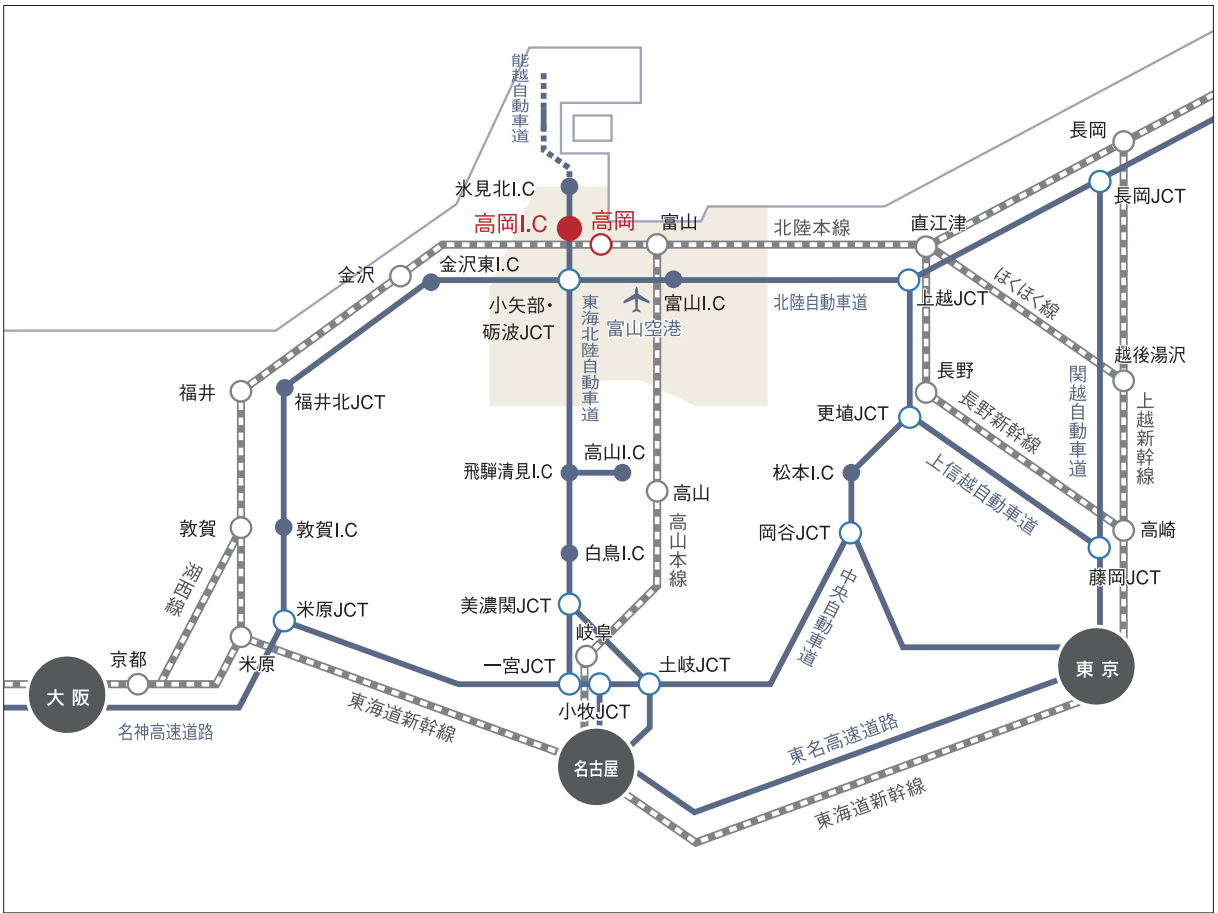 能越自動車道
氷見北I.C
高岡I.C
高岡
富山
北陸本線
直江津
長岡
長岡JCT
金沢
金沢東I.C
小矢部・
砺波JCT
東海北陸自動車道
富山空港
富山I.C
北陸自動車道
上越JCT
ほくほく線
越後湯沢
福井
福井北JCT
長野
長野新幹線
関越自動車道
上越新幹線
更埴JCT
上信越自動車道
飛騨清見I.C
高山I.C
高山
高山本線
松本I.C
岡谷JCT
高崎
藤岡JCT
敦賀
敦賀I.C
湖西線
白鳥I.C
中央自動車道
米原JCT
美濃関JCT
岐阜
京都
米原
一宮JCT
土岐JCT
小牧JCT
大阪
東京
名神高速道路
東海道新幹線
名古屋
東名高速道路
東海道新幹線